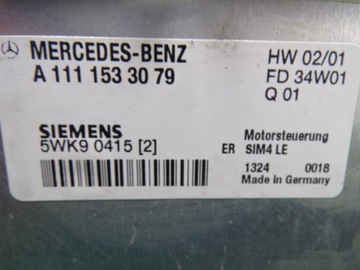 MERCEDES-BENZ
A 111 153 30 79
HW 02/01
FD 34W01
Q 01
SIEMENS
5WK9 0415 [2]
Motorsteuerung
ER SIM4 LE
1324 0018
Made in Germany